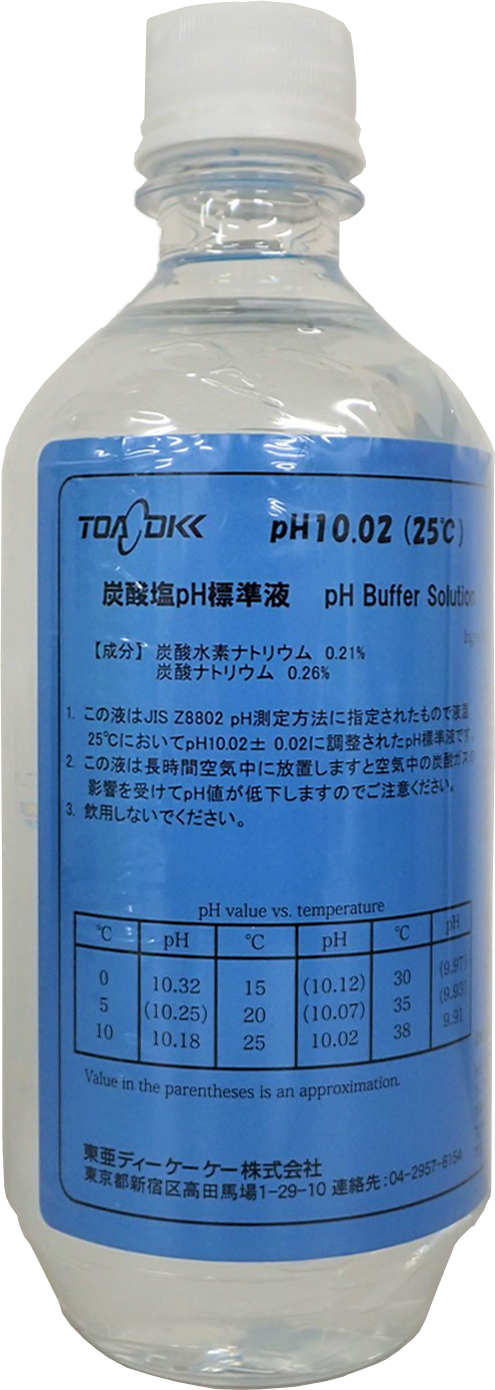 TOADKK pH10.02 (25℃)
炭酸塩pH標準液 pH Buffer Solution
【成分】 炭酸水素ナトリウム 0.21%
炭酸ナトリウム 0.26%
1. この液はJIS Z8802 pH測定方法に指定されたもので液温
25℃においてpH10.02± 0.02に調整されたpH標準液です。
2. この液は長時間空気中に放置しますと空気中の炭酸ガスの
影響を受けてpH値が低下しますのでご注意ください。
3. 飲用しないでください。
pH value vs. temperature
℃ pH ℃ pH ℃ pH
0 10.32 15 (10.12) 30 (9.97)
5 (10.25) 20 (10.07) 35 (9.93)
10 10.18 25 10.02 38 9.91
Value in the parentheses is an approximation.
東亜ディーケーケー株式会社
東京都新宿区高田馬場1-29-10 連絡先:04-2957-6154